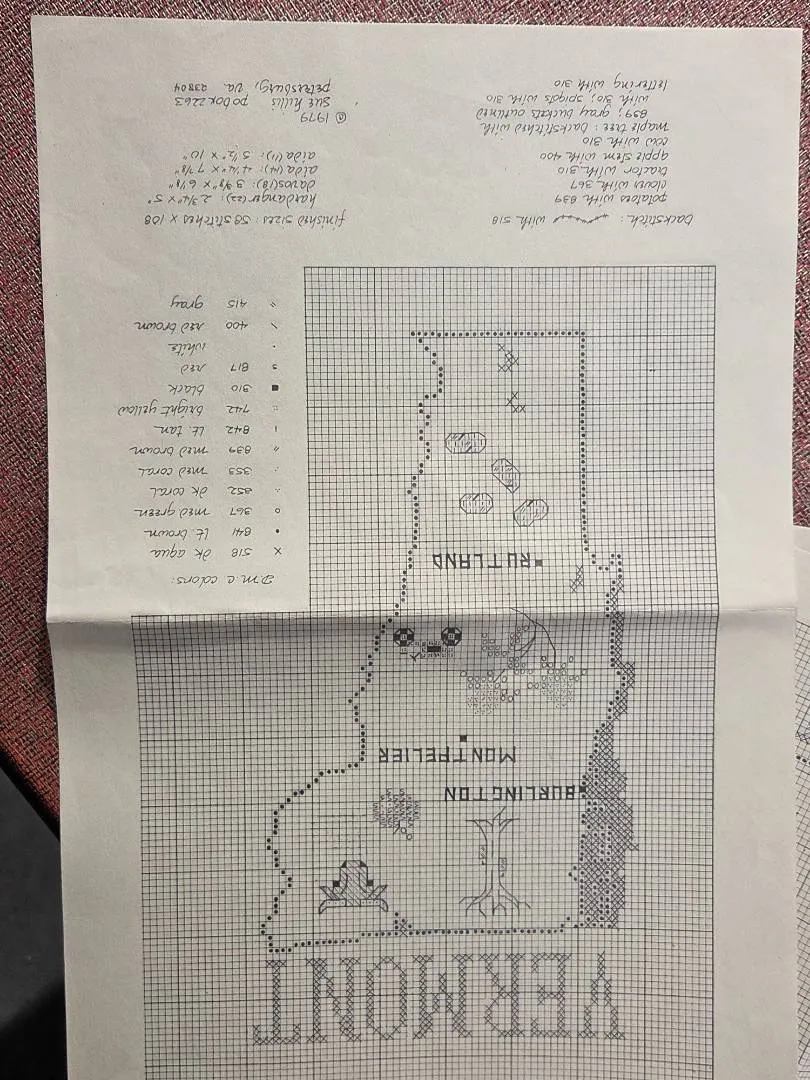 VERMONT
BURLINGTON
MONTPELIER
RUTLAND
D.m.c colors:
X 518 dk aqua
• 841 lt. brown
o 367 med green
352 dk coral
353 med coral
839 med brown
842 lt. tan
742 bright yellow
■ 310 black
s 817 red
• white
\ 400 red brown
415 gray
backstitch: with 518
potatoes with 839
clover with 367
tractor with 310
apple stem with 400
cow with 310
maple tree: backstitched with
839; gray buckets outlined
with 310; spigots with 310
lettering with 310
finished sizes: 58 stitches x 108
hardanger (22): 2 3/4" x 5"
davos (18): 3 3/8" x 6 1/8"
aida (14): 4 1/4" x 7 7/8"
aida (11): 5 1/2" x 10"
© 1979
sue hillis po box 2263
petersburg, va 23804